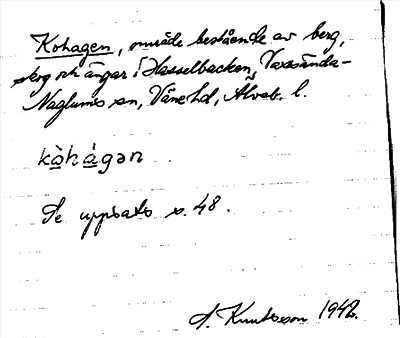 Kohagen, område bestående av berg,
skog och ängar i Hasselbacken, Vassända-
Naglums sn, Väne hd, Älvsb. l.
kòhágən
Se uppsats s. 48.
A. Knutsson 1942.